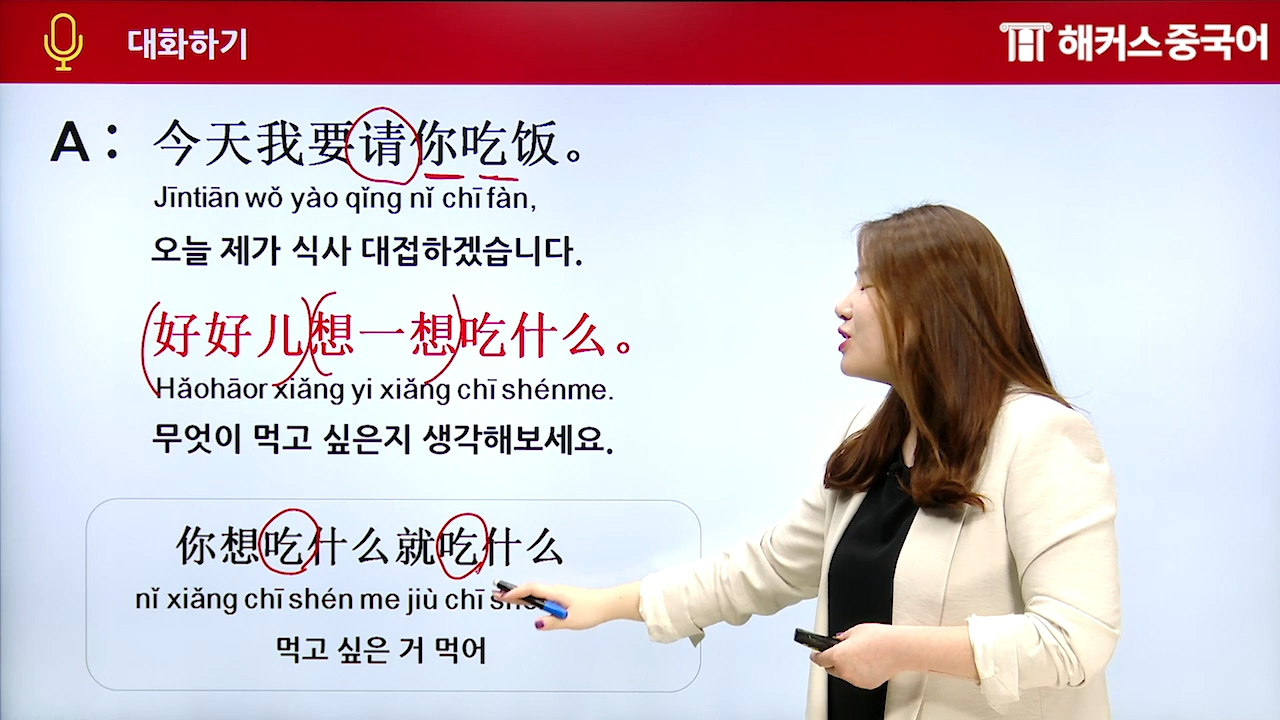 대화하기
해커스중국어
A: 今天我要请你吃饭。
Jīntiān wǒ yào qǐng nǐ chī fàn,
오늘 제가 식사 대접하겠습니다.
好好儿想一想吃什么。
Hǎohāor xiǎng yi xiǎng chī shénme.
무엇이 먹고 싶은지 생각해보세요.
你想吃什么就吃什么
nǐ xiǎng chī shén me jiù chī
먹고 싶은 거 먹어